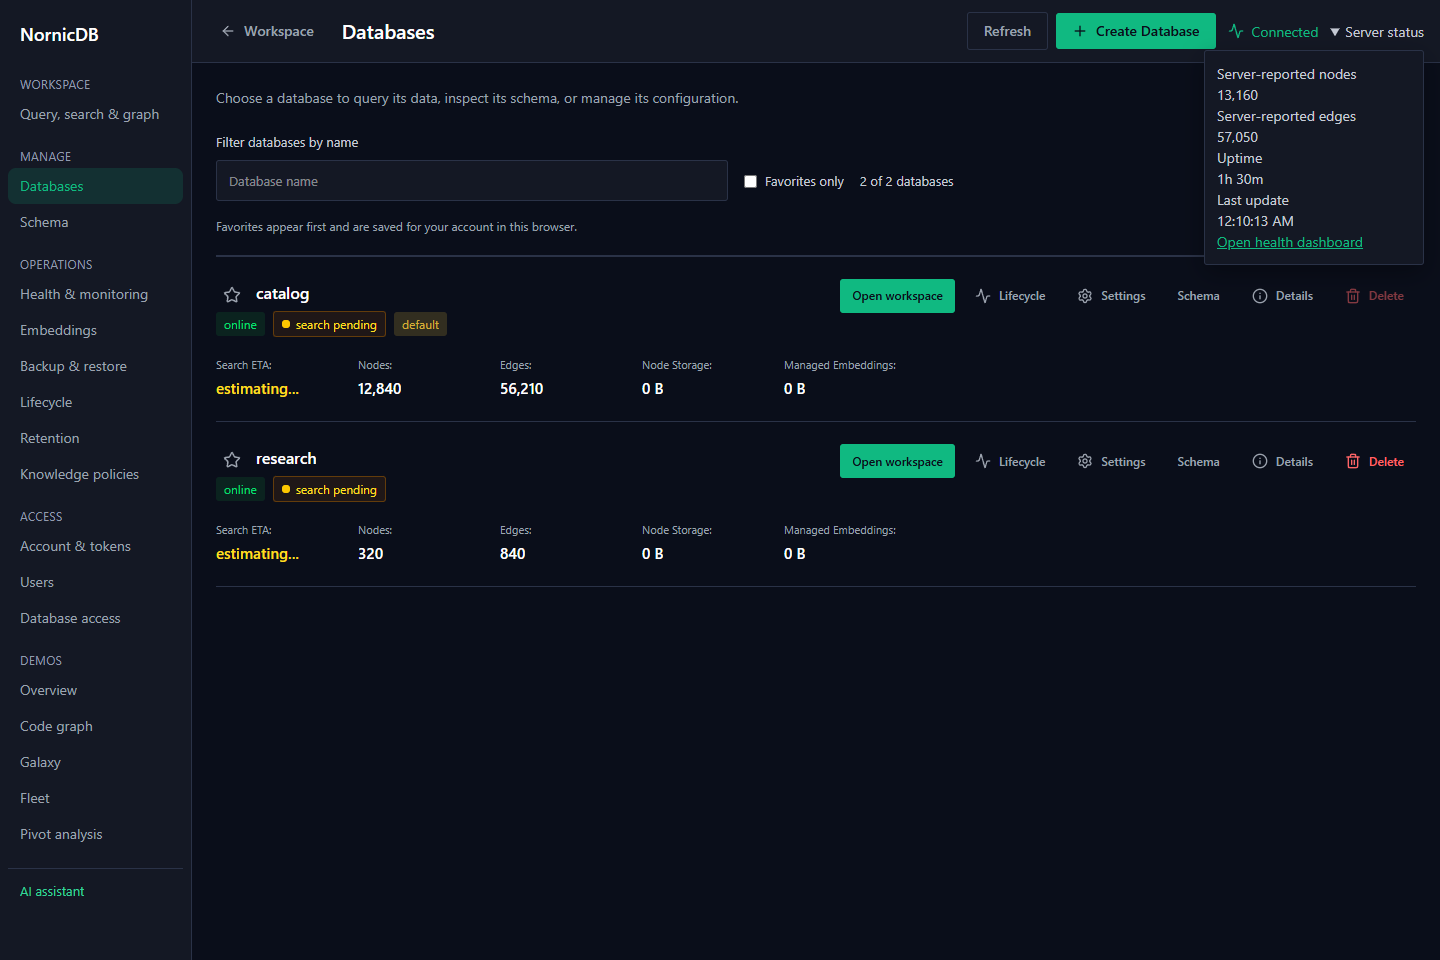 NornicDB
WORKSPACE
Query, search & graph
MANAGE
Databases
Schema
OPERATIONS
Health & monitoring
Embeddings
Backup & restore
Lifecycle
Retention
Knowledge policies
ACCESS
Account & tokens
Users
Database access
DEMOS
Overview
Code graph
Galaxy
Fleet
Pivot analysis
AI assistant
Workspace Databases Refresh Create Database Connected Server status
Server-reported nodes
13,160
Server-reported edges
57,050
Uptime
1h 30m
Last update
12:10:13 AM
Open health dashboard
Choose a database to query its data, inspect its schema, or manage its configuration.
Filter databases by name
Database name Favorites only 2 of 2 databases
Favorites appear first and are saved for your account in this browser.
catalog Open workspace Lifecycle Settings Schema Details Delete
online search pending default
Search ETA: Nodes: Edges: Node Storage: Managed Embeddings:
estimating... 12,840 56,210 0 B 0 B
research Open workspace Lifecycle Settings Schema Details Delete
online search pending
Search ETA: Nodes: Edges: Node Storage: Managed Embeddings:
estimating... 320 840 0 B 0 B